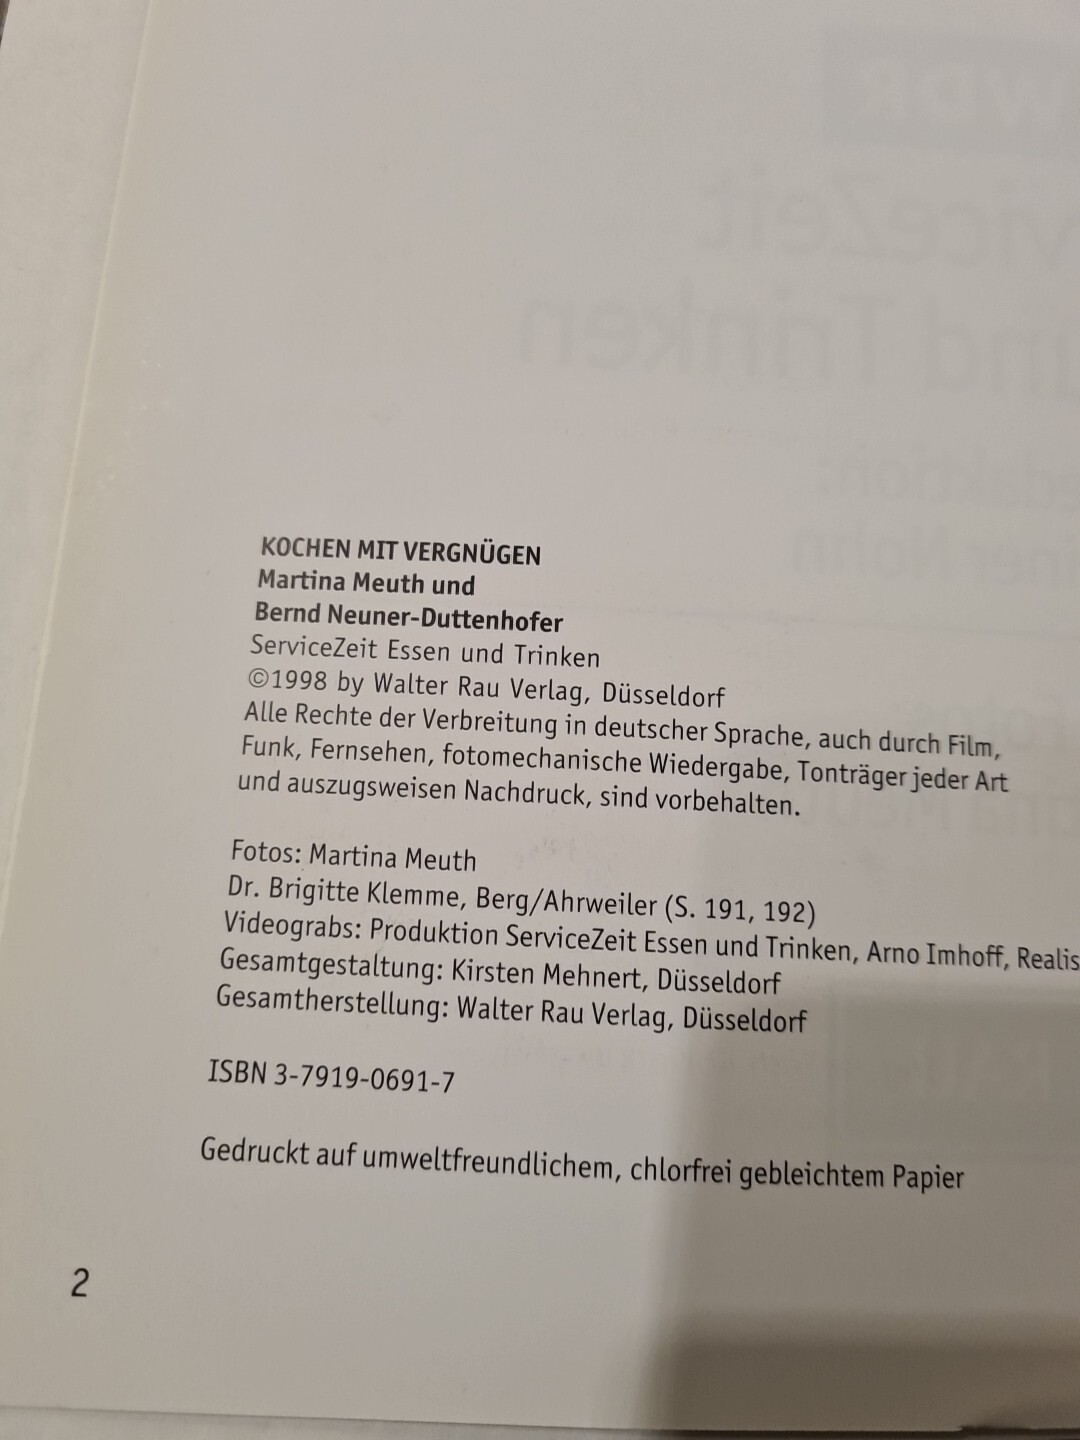 KOCHEN MIT VERGNÜGEN
Martina Meuth und
Bernd Neuner-Duttenhofer
ServiceZeit Essen und Trinken
©1998 by Walter Rau Verlag, Düsseldorf
Alle Rechte der Verbreitung in deutscher Sprache, auch durch Film,
Funk, Fernsehen, fotomechanische Wiedergabe, Tonträger jeder Art
und auszugsweisen Nachdruck, sind vorbehalten.
Fotos: Martina Meuth
Dr. Brigitte Klemme, Berg/Ahrweiler (S. 191, 192)
Videograbs: Produktion ServiceZeit Essen und Trinken, Arno Imhoff, Realis
Gesamtgestaltung: Kirsten Mehnert, Düsseldorf
Gesamtherstellung: Walter Rau Verlag, Düsseldorf
ISBN 3-7919-0691-7
Gedruckt auf umweltfreundlichem, chlorfrei gebleichtem Papier
2